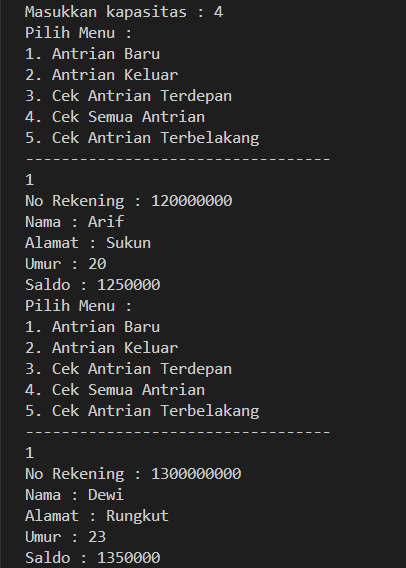 Masukkan kapasitas : 4
Pilih Menu :
1. Antrian Baru
2. Antrian Keluar
3. Cek Antrian Terdepan
4. Cek Semua Antrian
5. Cek Antrian Terbelakang
----------------------------------
1
No Rekening : 120000000
Nama : Arif
Alamat : Sukun
Umur : 20
Saldo : 1250000
Pilih Menu :
1. Antrian Baru
2. Antrian Keluar
3. Cek Antrian Terdepan
4. Cek Semua Antrian
5. Cek Antrian Terbelakang
----------------------------------
1
No Rekening : 1300000000
Nama : Dewi
Alamat : Rungkut
Umur : 23
Saldo : 1350000